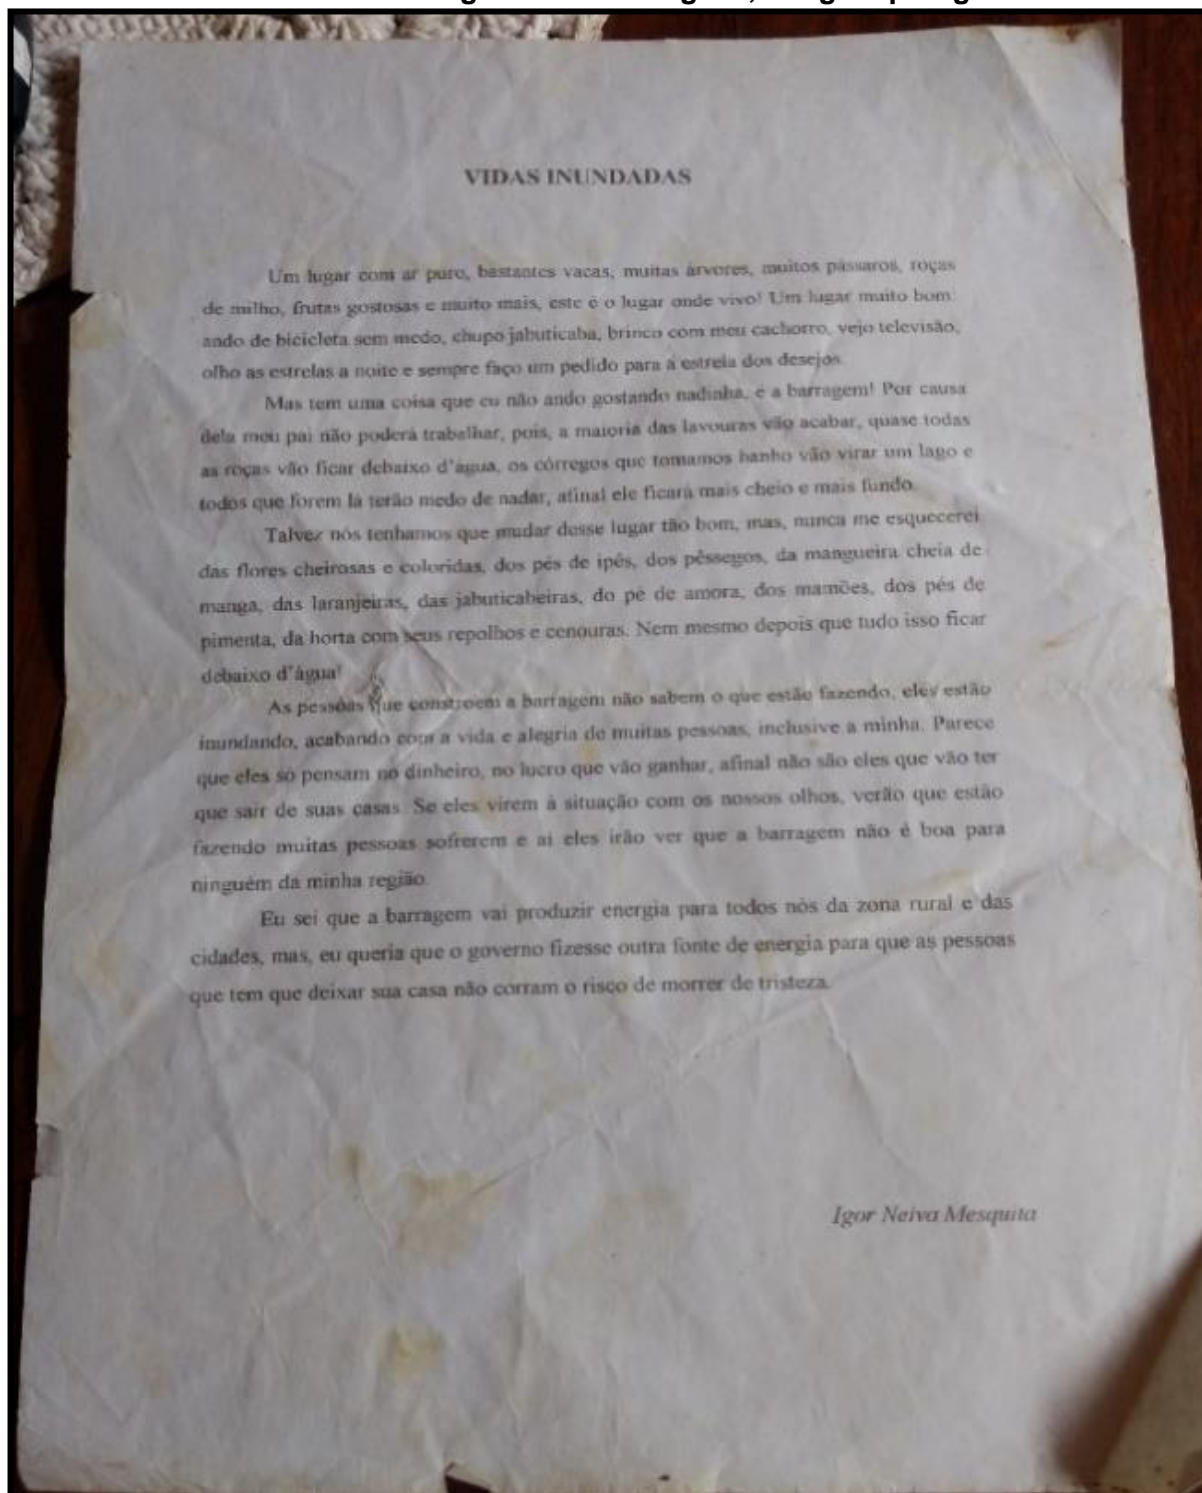 VIDAS INUNDADAS
Um lugar com ar puro, bastantes vacas, muitas árvores, muitos pássaros, roças
de milho, frutas gostosas e muito mais, este é o lugar onde vivo! Um lugar muito bom:
ando de bicicleta sem medo, chupo jabuticaba, brinco com meu cachorro, vejo televisão,
olho as estrelas a noite e sempre faço um pedido para a estrela dos desejos.
Mas tem uma coisa que eu não ando gostando nadinha, é a barragem! Por causa
dela meu pai não poderá trabalhar, pois, a maioria das lavouras vão acabar, quase todas
as roças vão ficar debaixo d'água, os córregos que tomamos banho vão virar um lago e
todos que forem lá terão medo de nadar, afinal ele ficará mais cheio e mais fundo.
Talvez nós tenhamos que mudar desse lugar tão bom, mas, nunca me esquecerei
das flores cheirosas e coloridas, dos pés de ipês, dos pêssegos, da mangueira cheia de
manga, das laranjeiras, das jabuticabeiras, do pé de amora, dos mamões, dos pés de
pimenta, da horta com seus repolhos e cenouras. Nem mesmo depois que tudo isso ficar
debaixo d'água!
As pessoas que constroem a barragem não sabem o que estão fazendo, eles estão
inundando, acabando com a vida e alegria de muitas pessoas, inclusive a minha. Parece
que eles só pensam no dinheiro, no lucro que vão ganhar, afinal não são eles que vão ter
que sair de suas casas. Se eles virem à situação com os nossos olhos, verão que estão
fazendo muitas pessoas sofrerem e ai eles irão ver que a barragem não é boa para
ninguém da minha região.
Eu sei que a barragem vai produzir energia para todos nós da zona rural e das
cidades, mas, eu queria que o governo fizesse outra fonte de energia para que as pessoas
que tem que deixar sua casa não corram o risco de morrer de tristeza.
Igor Neiva Mesquita